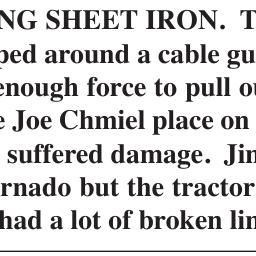 NG SHEET IRON. T
ped around a cable gu
enough force to pull o
e Joe Chmiel place on
suffered damage. Jin
rnado but the tractor
had a lot of broken lin